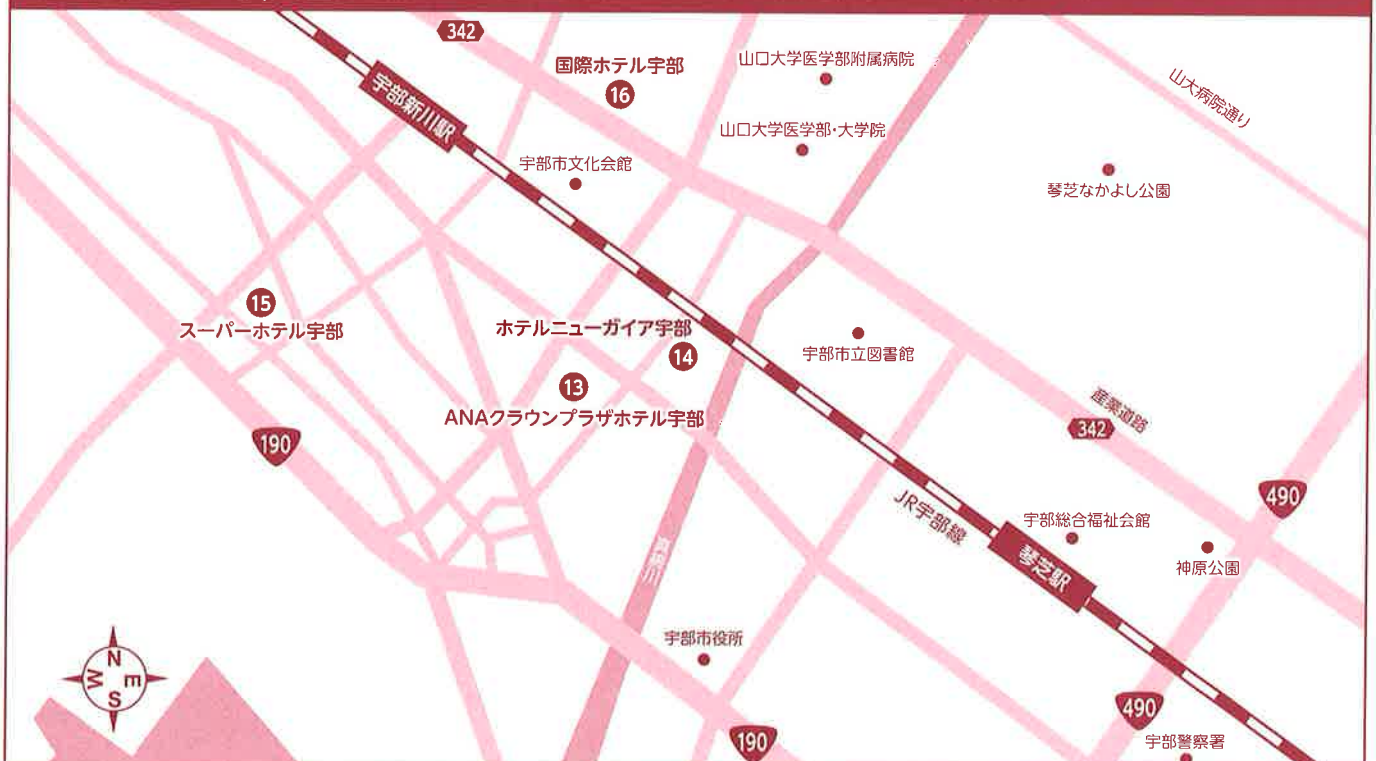 342
国際ホテル宇部
16
山口大学医学部附属病院
山大病院通り
宇部新川駅
山口大学医学部・大学院
宇部市文化会館
琴芝なかよし公園
15
スーパーホテル宇部
ホテルニューガイア宇部
14
宇部市立図書館
13
ANAクラウンプラザホテル宇部
産業道路
342
190
JR宇部線
490
宇部総合福祉会館
琴芝駅
神原公園
真締川
宇部市役所
N
W
E
S
490
190
宇部警察署